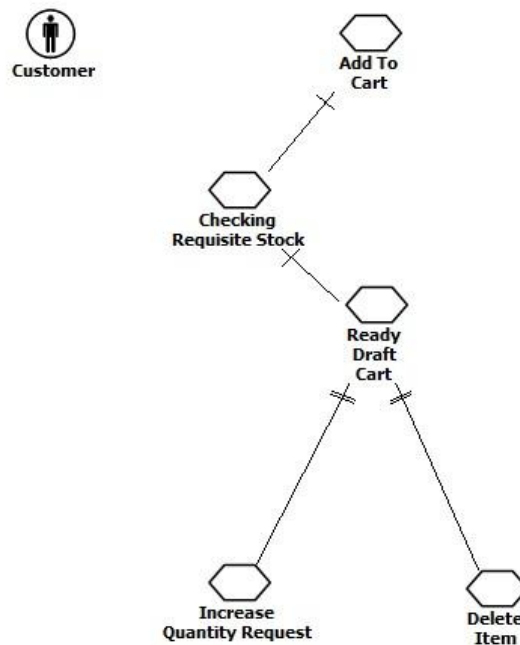 Customer
Add To
Cart
Checking
Requisite Stock
Ready
Draft
Cart
Increase
Quantity Request
Delete
Item